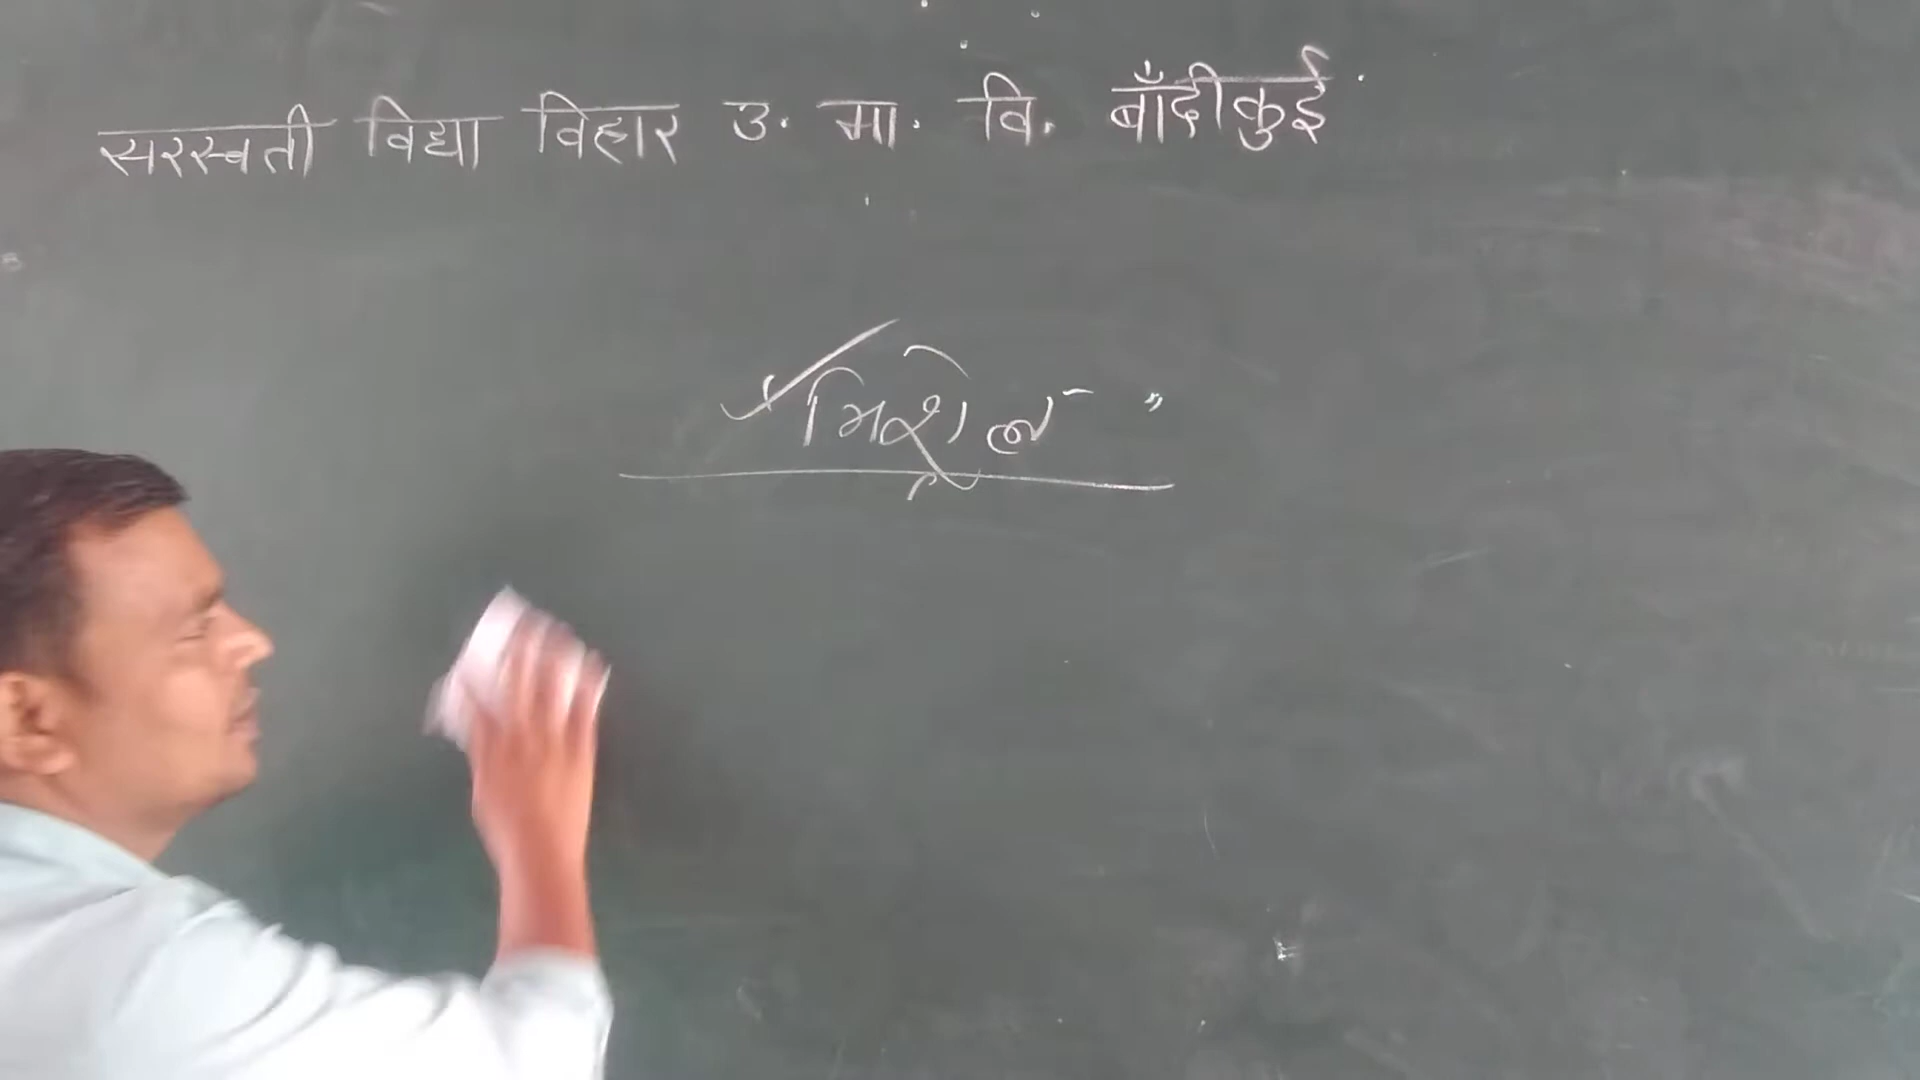 सरस्वती विद्या विहार उ. मा. वि. बाँदीकुई